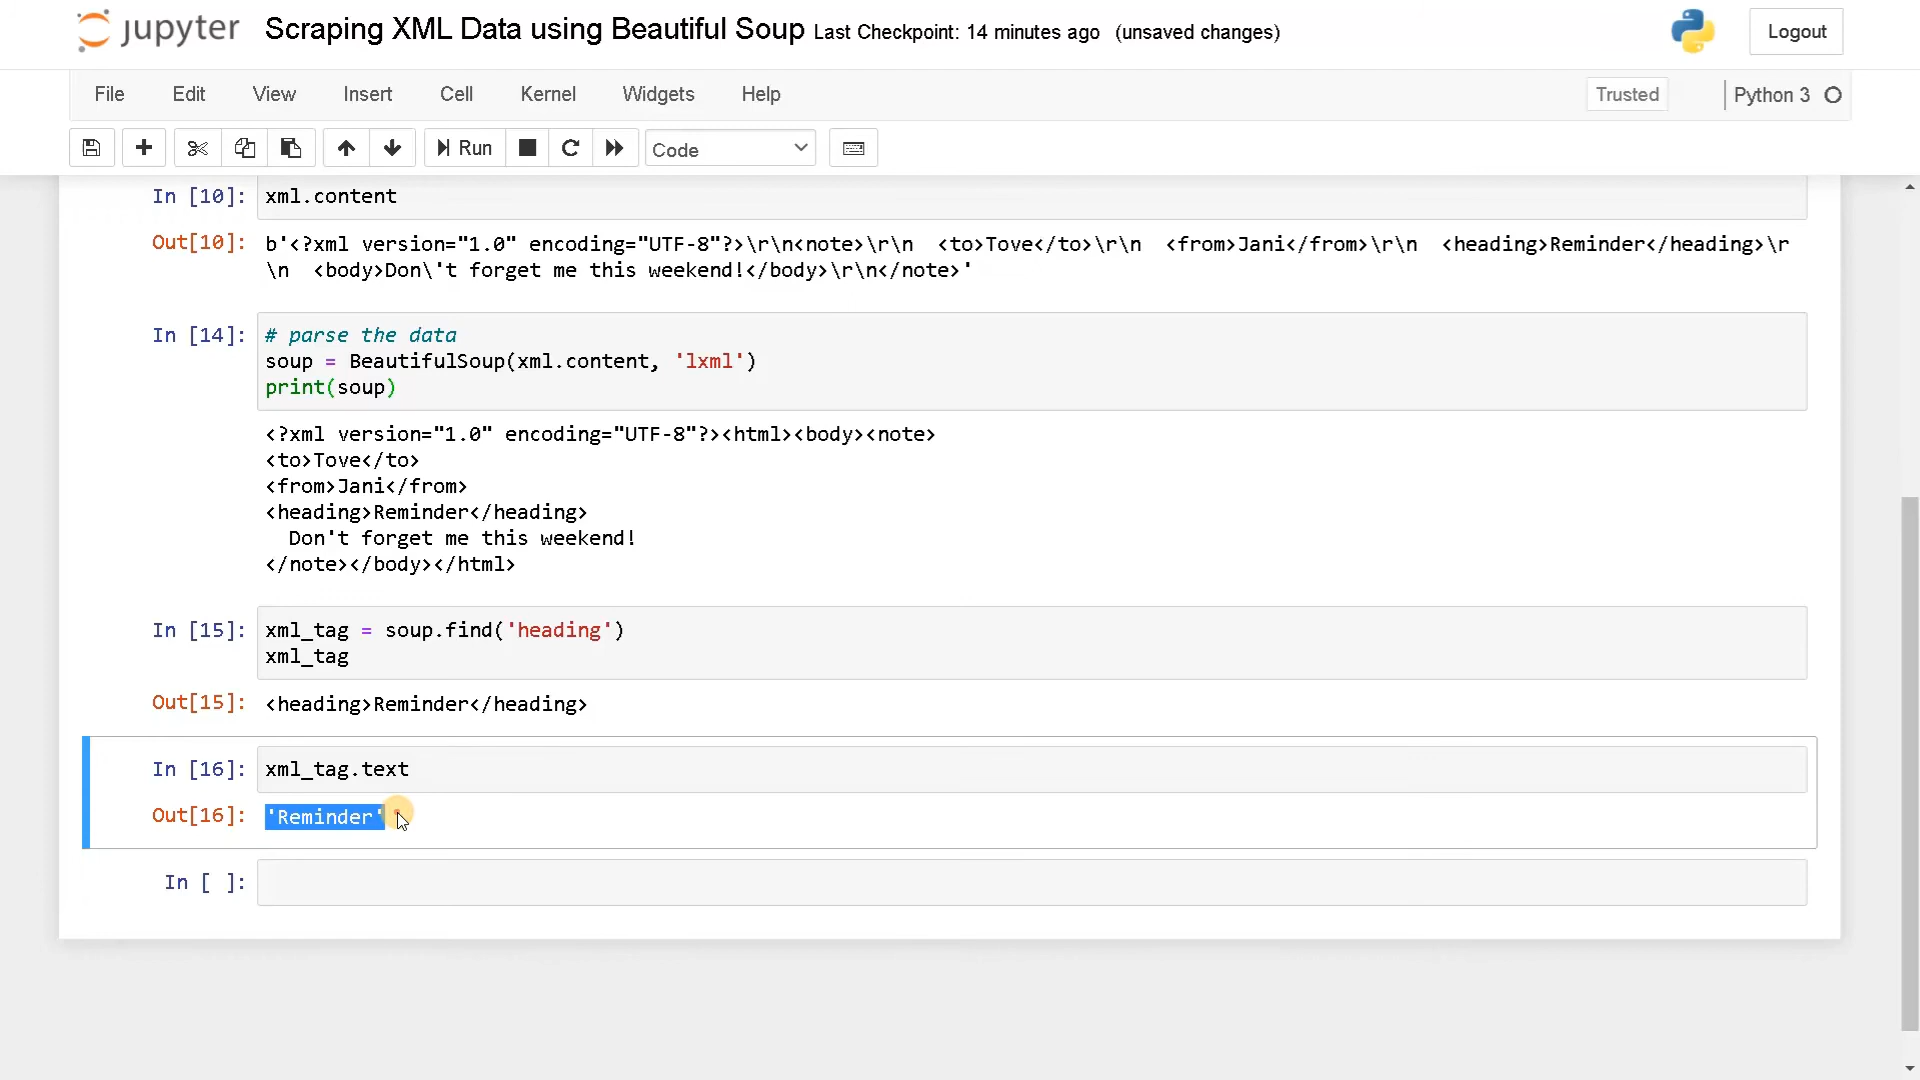 jupyter Scraping XML Data using Beautiful Soup Last Checkpoint: 14 minutes ago (unsaved changes) Logout
File Edit View Insert Cell Kernel Widgets Help Trusted Python 3
Run Code
In [10]: xml.content
Out[10]: b'<?xml version="1.0" encoding="UTF-8"?>\r\n<note>\r\n  <to>Tove</to>\r\n  <from>Jani</from>\r\n  <heading>Reminder</heading>\r
\n  <body>Don\'t forget me this weekend!</body>\r\n</note>'
In [14]: # parse the data
soup = BeautifulSoup(xml.content, 'lxml')
print(soup)
<?xml version="1.0" encoding="UTF-8"?><html><body><note>
<to>Tove</to>
<from>Jani</from>
<heading>Reminder</heading>
  Don't forget me this weekend!
</note></body></html>
In [15]: xml_tag = soup.find('heading')
xml_tag
Out[15]: <heading>Reminder</heading>
In [16]: xml_tag.text
Out[16]: 'Reminder'
In [ ]: